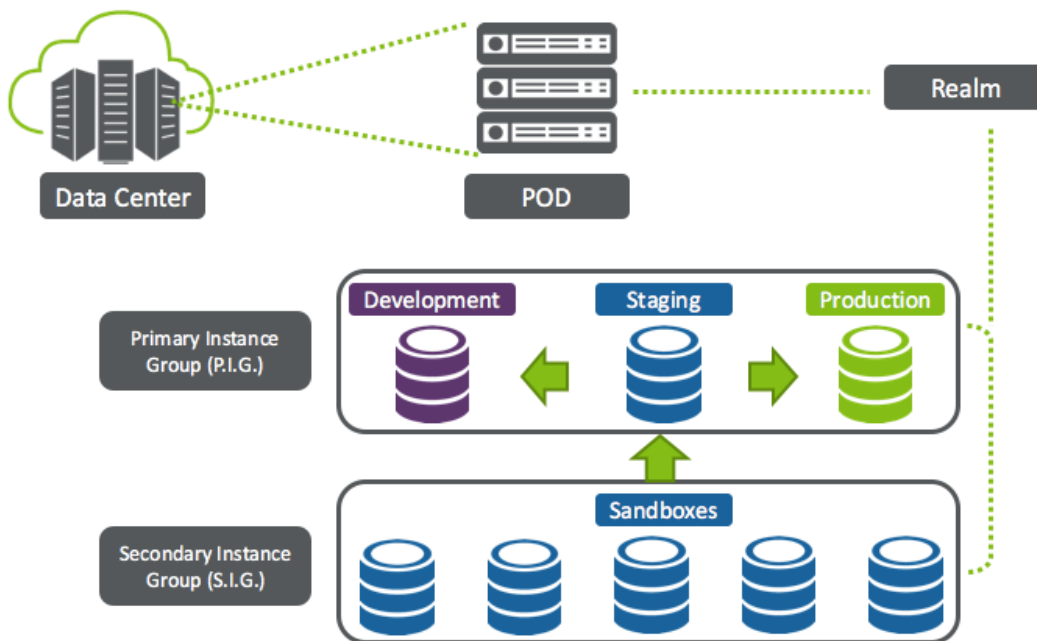 Realm
Data Center
POD
Development
Staging
Production
Primary Instance
Group (P.I.G.)
Sandboxes
Secondary Instance
Group (S.I.G.)